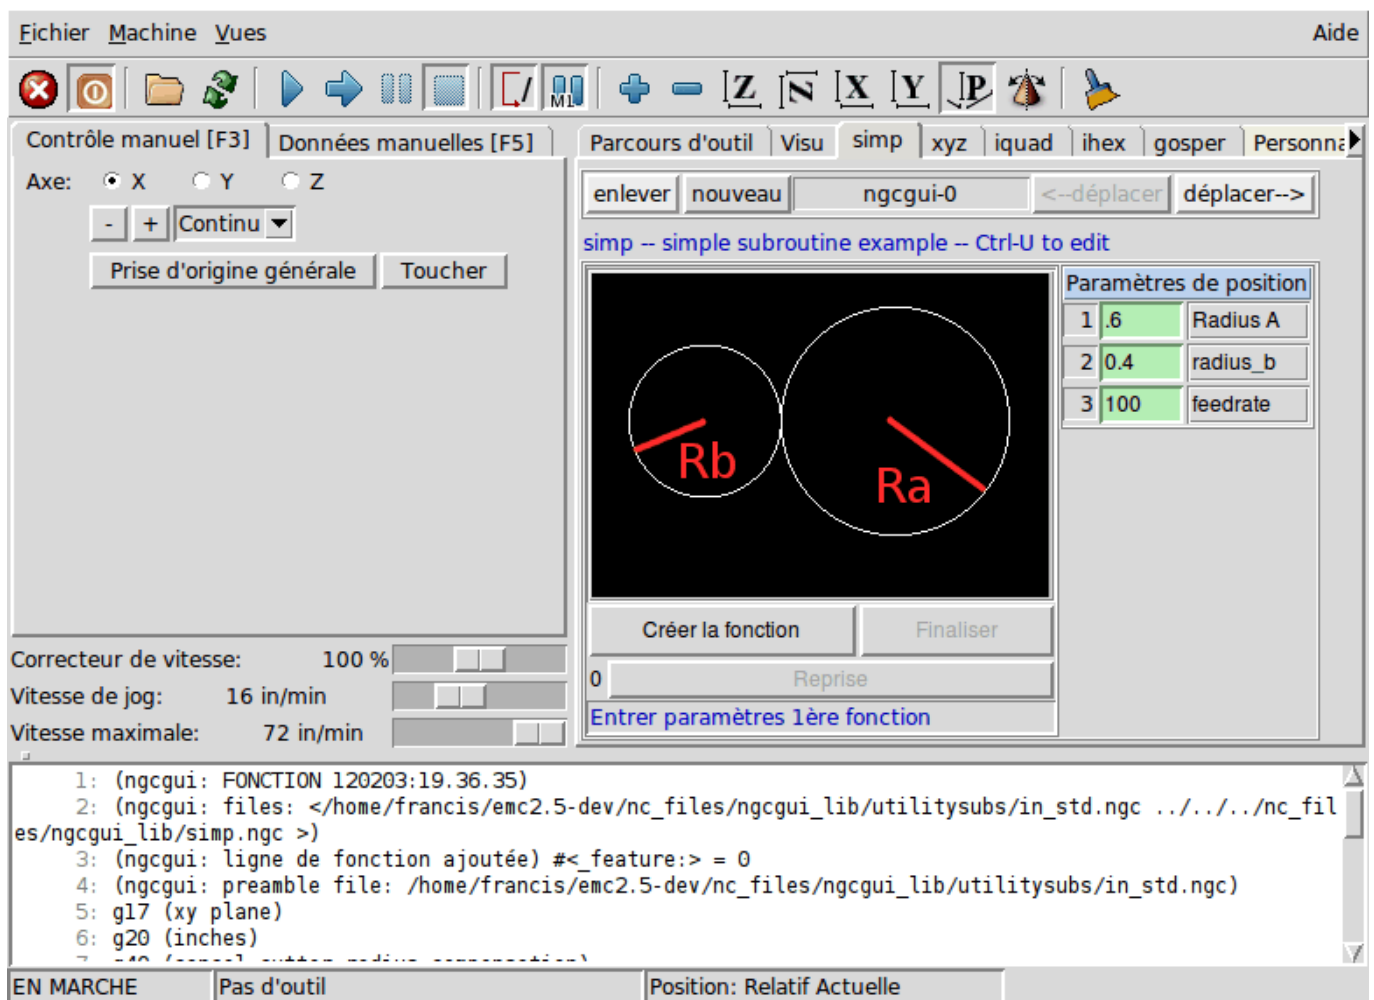 Fichier Machine Vues Aide
M1 Z N X Y P
Contrôle manuel [F3] Données manuelles [F5]
Axe: X Y Z
- + Continu
Prise d'origine générale Toucher
Parcours d'outil Visu simp xyz iquad ihex gosper Personna
enlever nouveau ngcgui-0 <--déplacer déplacer-->
simp -- simple subroutine example -- Ctrl-U to edit
Rb
Ra
Paramètres de position
1 .6 Radius A
2 0.4 radius_b
3 100 feedrate
Créer la fonction Finaliser
0 Reprise
Entrer paramètres 1ère fonction
Correcteur de vitesse: 100 %
Vitesse de jog: 16 in/min
Vitesse maximale: 72 in/min
1: (ngcgui: FONCTION 120203:19.36.35)
2: (ngcgui: files: </home/francis/emc2.5-dev/nc_files/ngcgui_lib/utilitysubs/in_std.ngc ../../../nc_fil
es/ngcgui_lib/simp.ngc >)
3: (ngcgui: ligne de fonction ajoutée) #<_feature:> = 0
4: (ngcgui: preamble file: /home/francis/emc2.5-dev/nc_files/ngcgui_lib/utilitysubs/in_std.ngc)
5: g17 (xy plane)
6: g20 (inches)
EN MARCHE Pas d'outil Position: Relatif Actuelle